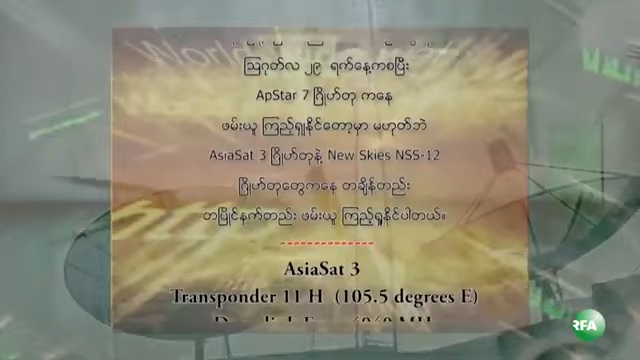 ဩဂုတ်လ ၂၉ ရက်နေ့ကစပြီး
ApStar 7 ဂြိုဟ်တု ကနေ
ဖမ်းယူ ကြည့်ရှုနိုင်တော့မှာ မဟုတ်ဘဲ
AsiaSat 3 ဂြိုဟ်တုနဲ့ New Skies NSS-12
ဂြိုဟ်တုတွေကနေ တချိန်တည်း
တပြိုင်နက်တည်း ဖမ်းယူ ကြည့်ရှုနိုင်ပါတယ်။
AsiaSat 3
Transponder 11 H (105.5 degrees E)
RFA